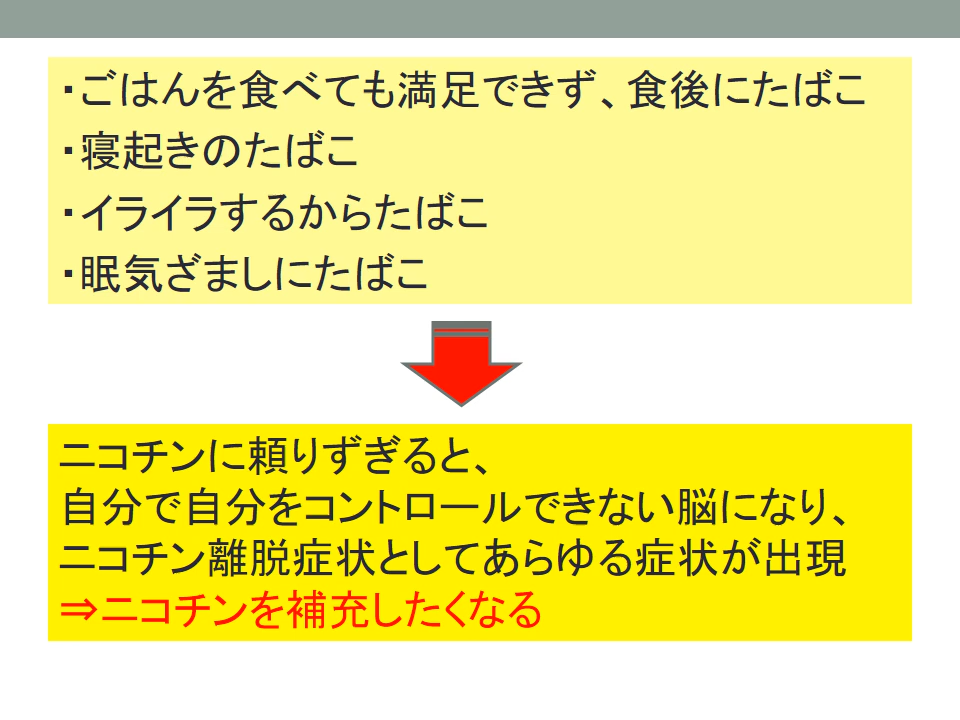 ・ごはんを食べても満足できず、食後にたばこ
・寝起きのたばこ
・イライラするからたばこ
・眠気ざましにたばこ
ニコチンに頼りずぎると、
自分で自分をコントロールできない脳になり、
ニコチン離脱症状としてあらゆる症状が出現
⇒ニコチンを補充したくなる